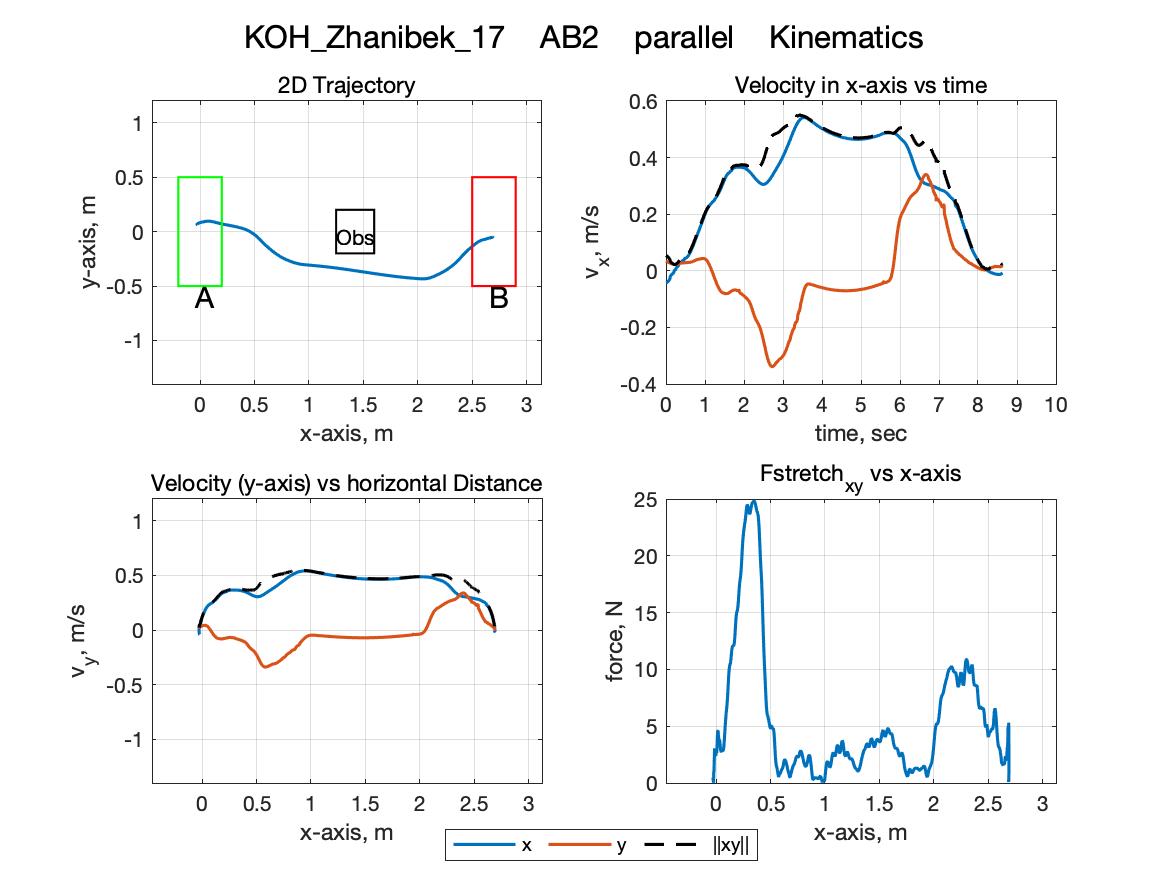 KOH_Zhanibek_17 AB2 parallel Kinematics
2D Trajectory
1
0.5
0
-0.5
-1
y-axis, m
Obs
A
B
0 0.5 1 1.5 2 2.5 3
x-axis, m
Velocity in x-axis vs time
0.6
0.4
0.2
0
-0.2
-0.4
vx, m/s
0 1 2 3 4 5 6 7 8 9 10
time, sec
Velocity (y-axis) vs horizontal Distance
1
0.5
0
-0.5
-1
vy, m/s
0 0.5 1 1.5 2 2.5 3
x-axis, m
Fstretchxy vs x-axis
25
20
15
10
5
0
force, N
0 0.5 1 1.5 2 2.5 3
x-axis, m
x y ||xy||